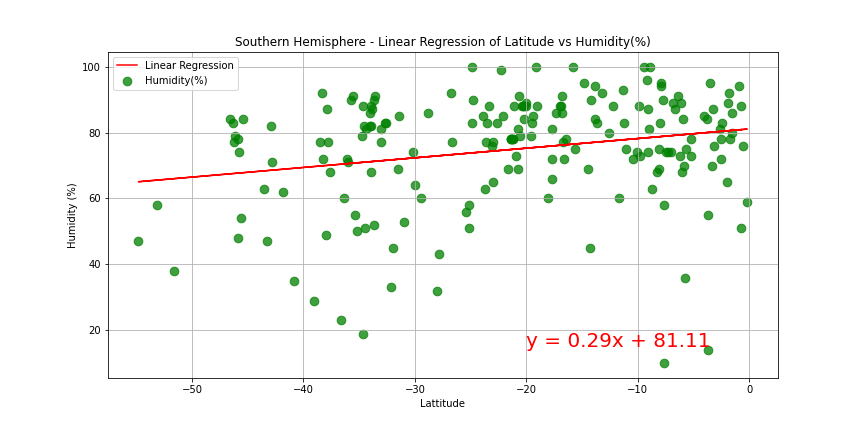 Southern Hemisphere - Linear Regression of Latitude vs Humidity(%)
Linear Regression
Humidity(%)
100
80
60
40
20
Humidity (%)
y = 0.29x + 81.11
−50
−40
−30
−20
−10
0
Lattitude